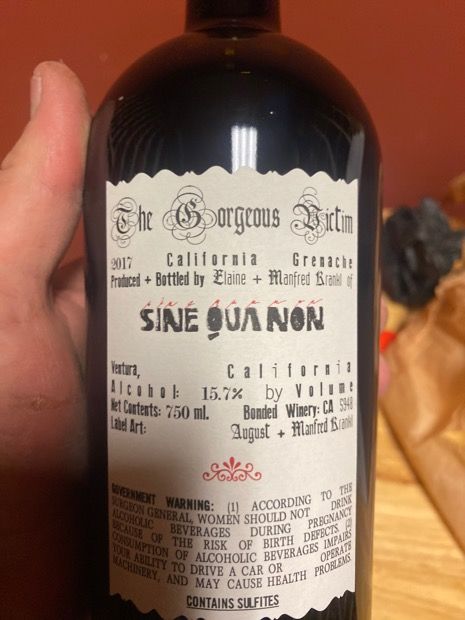 The Gorgeous Victim
2017 California Grenache
Produced + Bottled by Elaine + Manfred Krankl of
SINE QUA NON
Ventura, California
Alcohol: 15.7% by Volume
Net Contents: 750 ml. Bonded Winery: CA 5948
Label Art: August + Manfred Krankl
GOVERNMENT WARNING: (1) ACCORDING TO THE
SURGEON GENERAL, WOMEN SHOULD NOT DRINK
ALCOHOLIC BEVERAGES DURING PREGNANCY
BECAUSE OF THE RISK OF BIRTH DEFECTS. (2)
CONSUMPTION OF ALCOHOLIC BEVERAGES IMPAIRS
YOUR ABILITY TO DRIVE A CAR OR OPERATE
MACHINERY, AND MAY CAUSE HEALTH PROBLEMS.
CONTAINS SULFITES